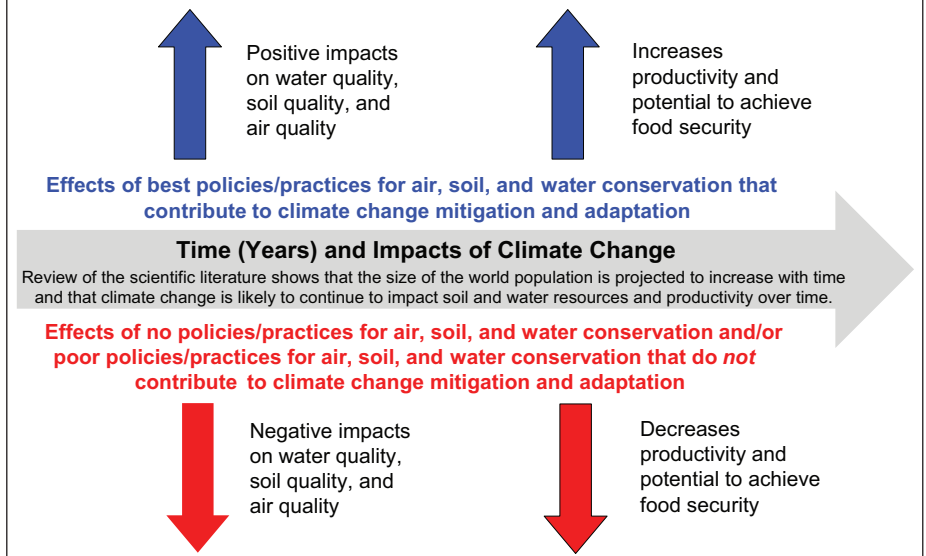 Positive impacts
on water quality,
soil quality, and
air quality
Increases
productivity and
potential to achieve
food security
Effects of best policies/practices for air, soil, and water conservation that
contribute to climate change mitigation and adaptation
Time (Years) and Impacts of Climate Change
Review of the scientific literature shows that the size of the world population is projected to increase with time
and that climate change is likely to continue to impact soil and water resources and productivity over time.
Effects of no policies/practices for air, soil, and water conservation and/or
poor policies/practices for air, soil, and water conservation that do not
contribute to climate change mitigation and adaptation
Negative impacts
on water quality,
soil quality, and
air quality
Decreases
productivity and
potential to achieve
food security